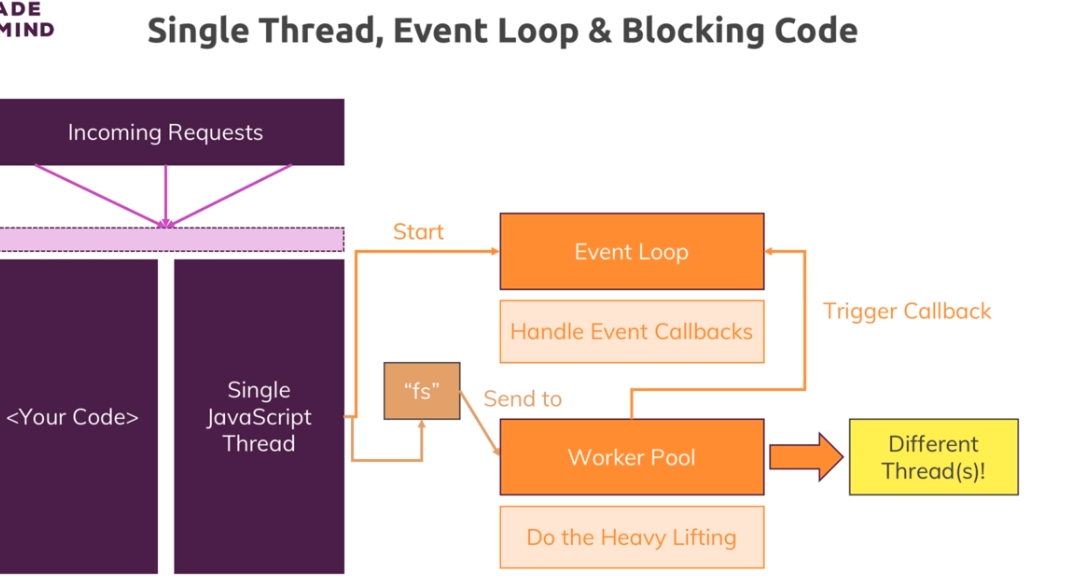 ADE
MIND
Single Thread, Event Loop & Blocking Code
Incoming Requests
Start
Event Loop
Trigger Callback
Handle Event Callbacks
<Your Code>
Single
JavaScript
Thread
“fs”
Send to
Worker Pool
Different
Thread(s)!
Do the Heavy Lifting